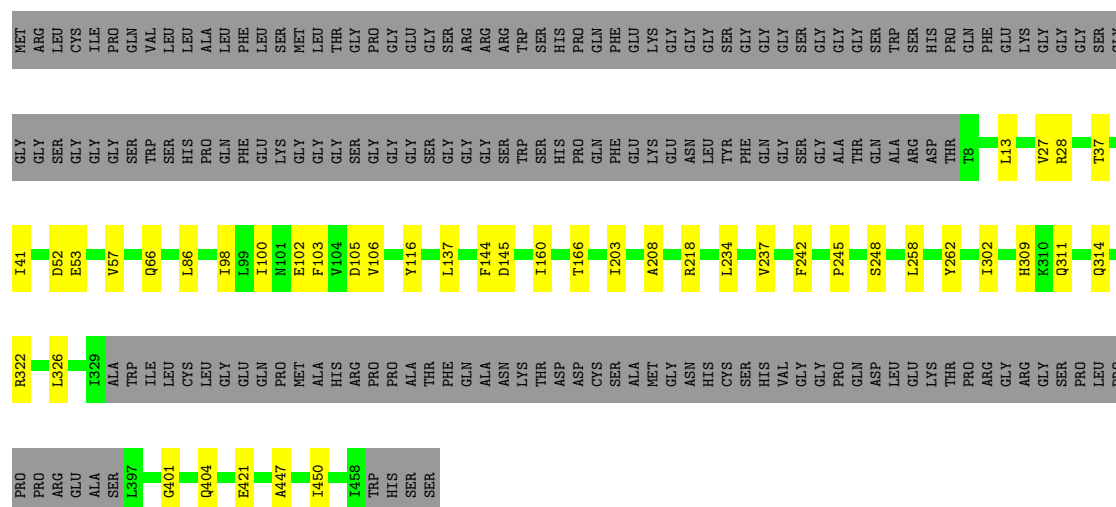 MET ARG LEU CYS ILE PRO GLN VAL LEU LEU ALA LEU PHE LEU SER MET LEU THR GLY PRO GLY GLU GLY SER ARG ARG ARG TRP SER HIS PRO GLN PHE GLU LYS GLY GLY GLY SER GLY GLY GLY SER GLY GLY GLY SER TRP SER HIS PRO GLN PHE GLU LYS GLY GLY GLY SER GLY
GLY GLY SER GLY GLY GLY SER TRP SER HIS PRO GLN PHE GLU LYS GLY GLY GLY SER GLY GLY GLY SER GLY GLY GLY SER TRP SER HIS PRO GLN PHE GLU LYS GLU ASN LEU TYR PHE GLN GLY SER GLY ALA THR GLN ALA ARG ASP THR T8 L13 V27 R28 T37
I41 D52 E53 V57 Q66 L86 I98 L99 I100 N101 E102 F103 V104 D105 V106 Y116 L137 F144 D145 I160 T166 I203 A208 R218 L234 V237 F242 P245 S248 L258 Y262 I302 H309 K310 Q311 Q314
R322 L326 I329 ALA TRP ILE LEU CYS LEU GLY GLU GLN PRO MET ALA HIS ARG PRO PRO ALA THR PHE GLN ALA ASN LYS THR ASP ASP CYS SER ALA MET GLY ASN HIS CYS SER HIS VAL GLY GLY PRO GLN ASP LEU GLU LYS THR PRO ARG GLY ARG GLY SER PRO LEU PRO
PRO PRO ARG GLU ALA SER L397 G401 Q404 E421 A447 I450 I458 TRP HIS SER SER